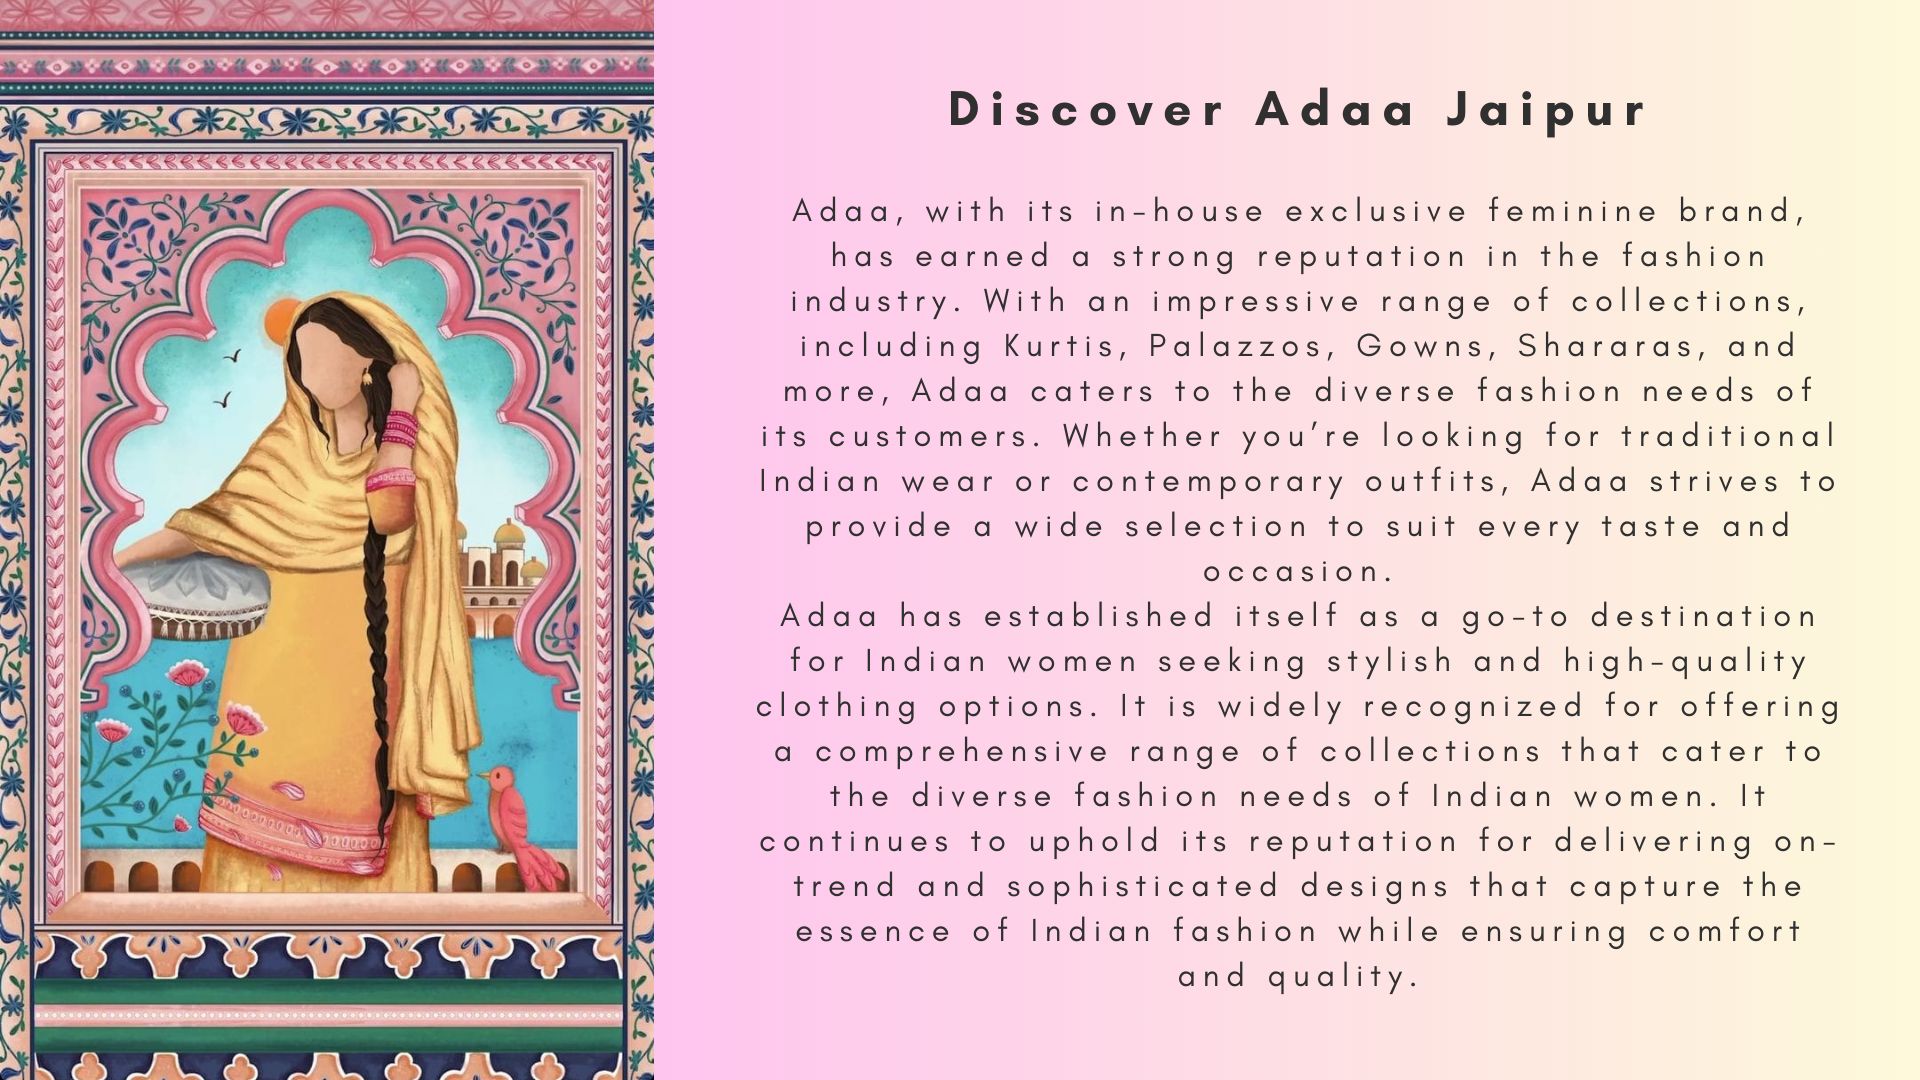 Discover Adaa Jaipur
Adaa, with its in-house exclusive feminine brand,
has earned a strong reputation in the fashion
industry. With an impressive range of collections,
including Kurtis, Palazzos, Gowns, Shararas, and
more, Adaa caters to the diverse fashion needs of
its customers. Whether you’re looking for traditional
Indian wear or contemporary outfits, Adaa strives to
provide a wide selection to suit every taste and
occasion.
Adaa has established itself as a go-to destination
for Indian women seeking stylish and high-quality
clothing options. It is widely recognized for offering
a comprehensive range of collections that cater to
the diverse fashion needs of Indian women. It
continues to uphold its reputation for delivering on-
trend and sophisticated designs that capture the
essence of Indian fashion while ensuring comfort
and quality.